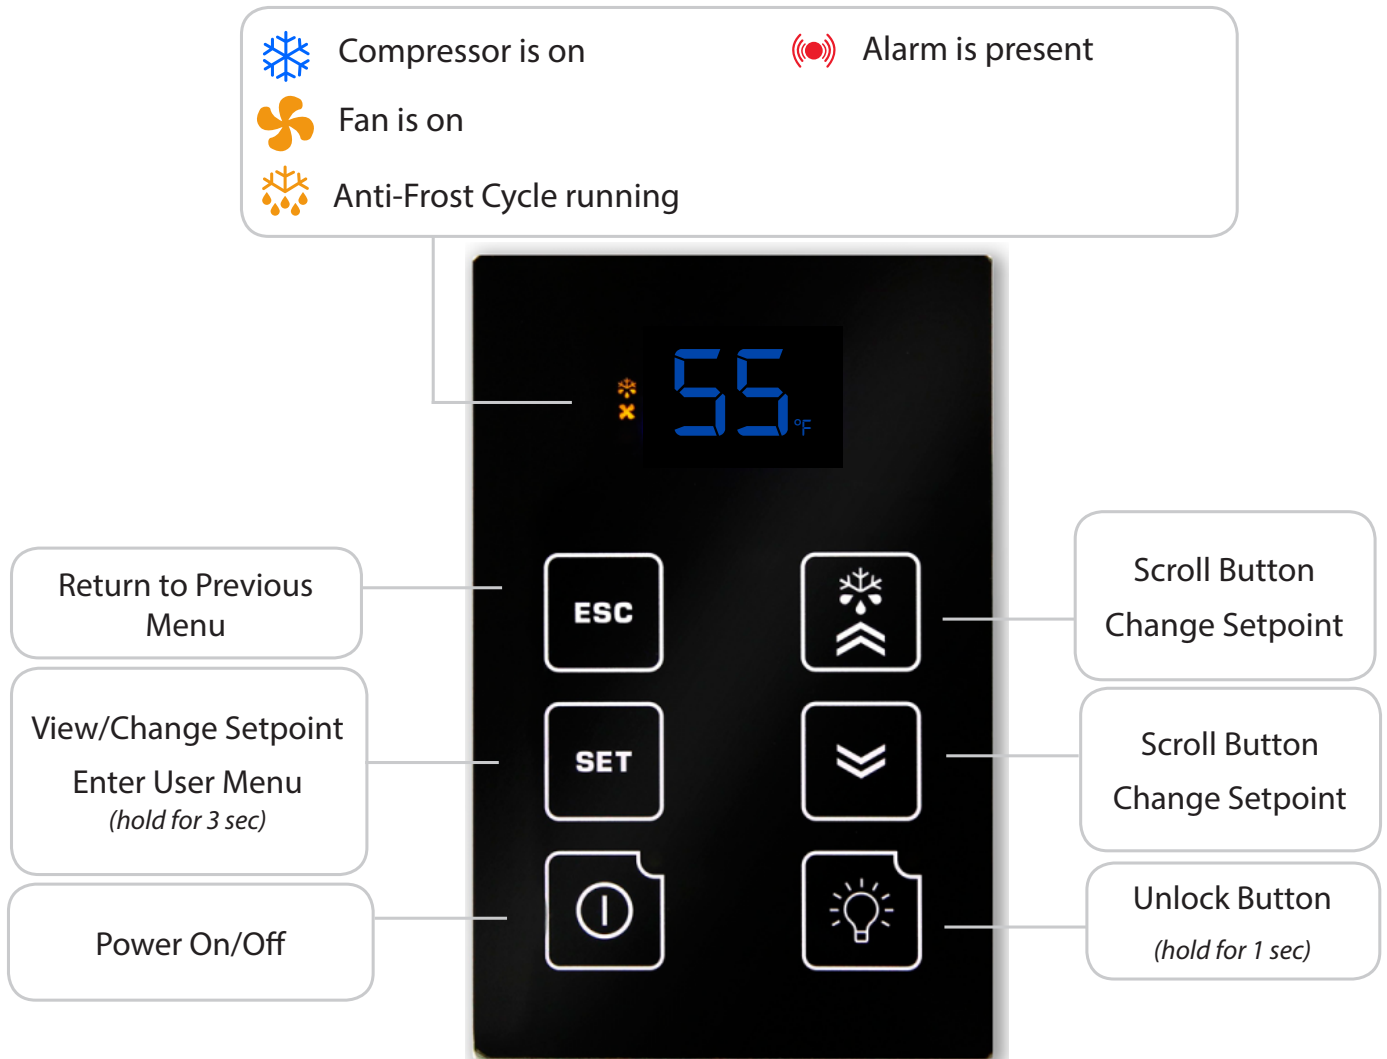 Compressor is on
Alarm is present
Fan is on
Anti-Frost Cycle running
55 °F
Return to Previous
Menu
ESC
Scroll Button
Change Setpoint
View/Change Setpoint
Enter User Menu
(hold for 3 sec)
SET
Scroll Button
Change Setpoint
Power On/Off
Unlock Button
(hold for 1 sec)